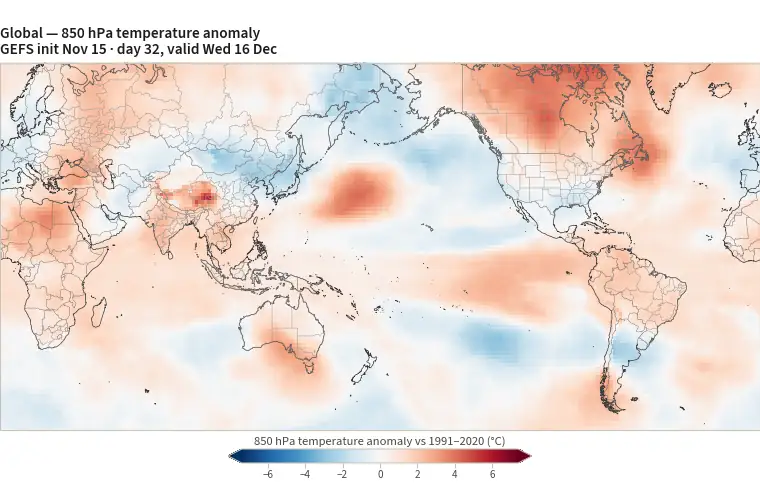 Global — 850 hPa temperature anomaly
GEFS init Nov 15 · day 32, valid Wed 16 Dec
850 hPa temperature anomaly vs 1991–2020 (°C)
−6 −4 −2 0 2 4 6